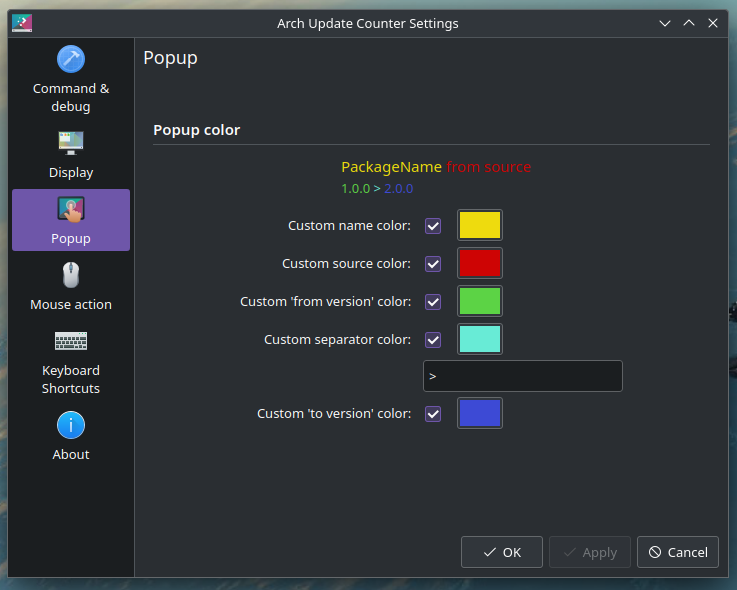 Arch Update Counter Settings
Command &
debug
Display
Popup
Mouse action
Keyboard
Shortcuts
About
Popup
Popup color
PackageName from source
1.0.0 > 2.0.0
Custom name color:
Custom source color:
Custom 'from version' color:
Custom separator color:
>
Custom 'to version' color:
OK
Apply
Cancel